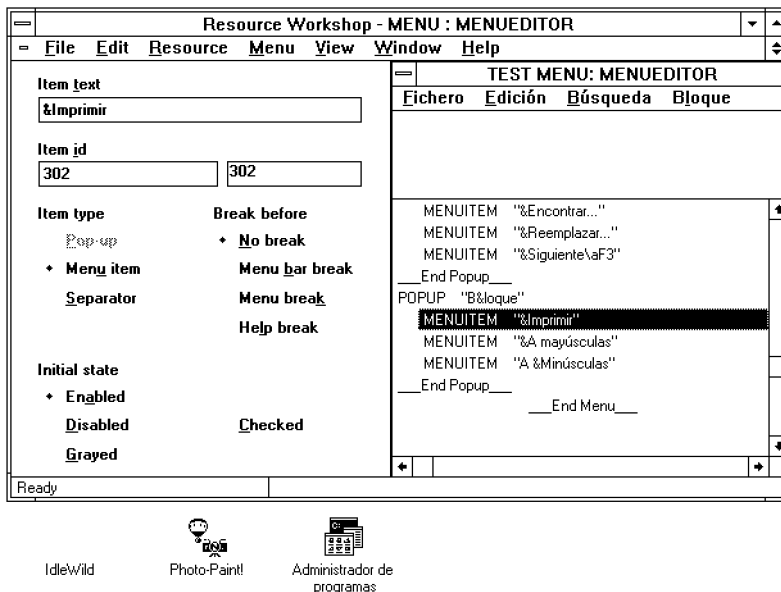 Resource Workshop - MENU : MENUEDITOR
File Edit Resource Menu View Window Help
Item text
&Imprimir
Item id
302 302
Item type Break before
Pop-up No break
Menu item Menu bar break
Separator Menu break
Help break
Initial state
Enabled
Disabled Checked
Grayed
TEST MENU: MENUEDITOR
Fichero Edición Búsqueda Bloque
MENUITEM "&Encontrar..."
MENUITEM "&Reemplazar..."
MENUITEM "&Siguiente\aF3"
___End Popup___
POPUP "B&loque"
MENUITEM "&Imprimir"
MENUITEM "&A mayúsculas"
MENUITEM "A &Minúsculas"
___End Popup___
___End Menu___
Ready
IdleWild
Photo-Paint!
Administrador de
programas